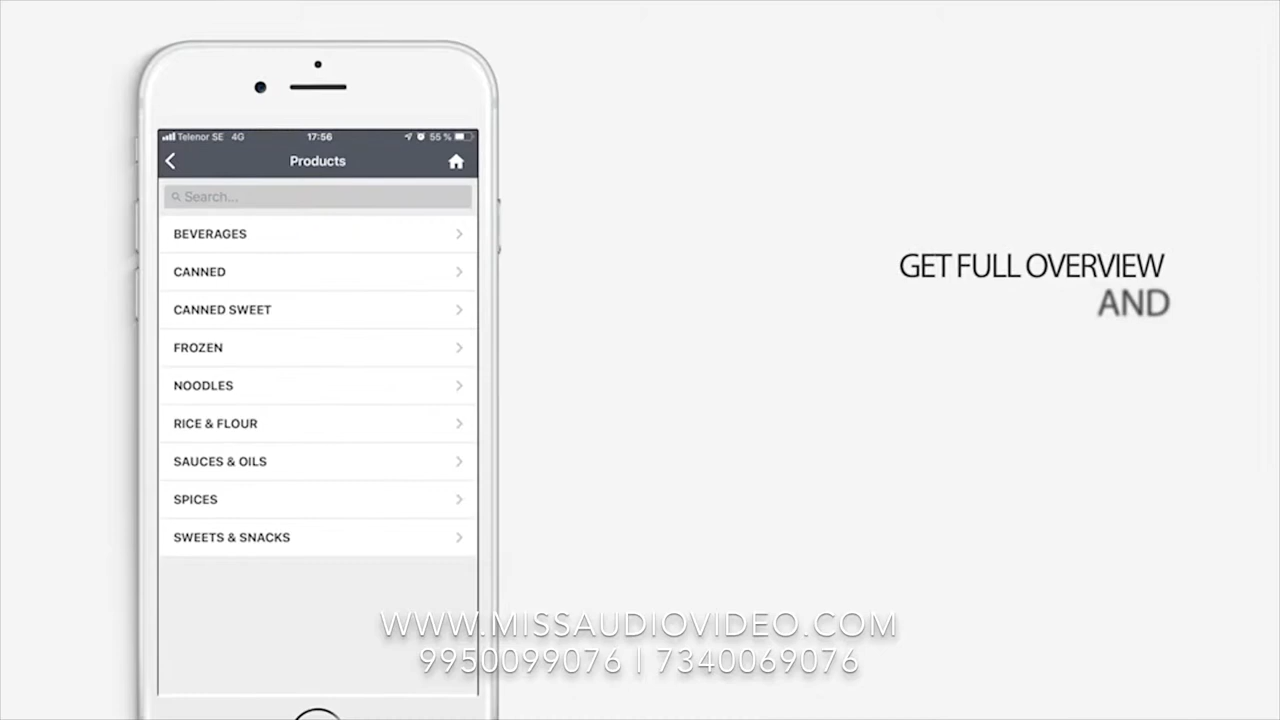 Telenor SE 4G 17:56 55 %
Products
Search...
BEVERAGES
CANNED
CANNED SWEET
FROZEN
NOODLES
RICE & FLOUR
SAUCES & OILS
SPICES
SWEETS & SNACKS
GET FULL OVERVIEW
AND
WWW.MISSAUDIOVIDEO.COM
9950099076 | 7340069076